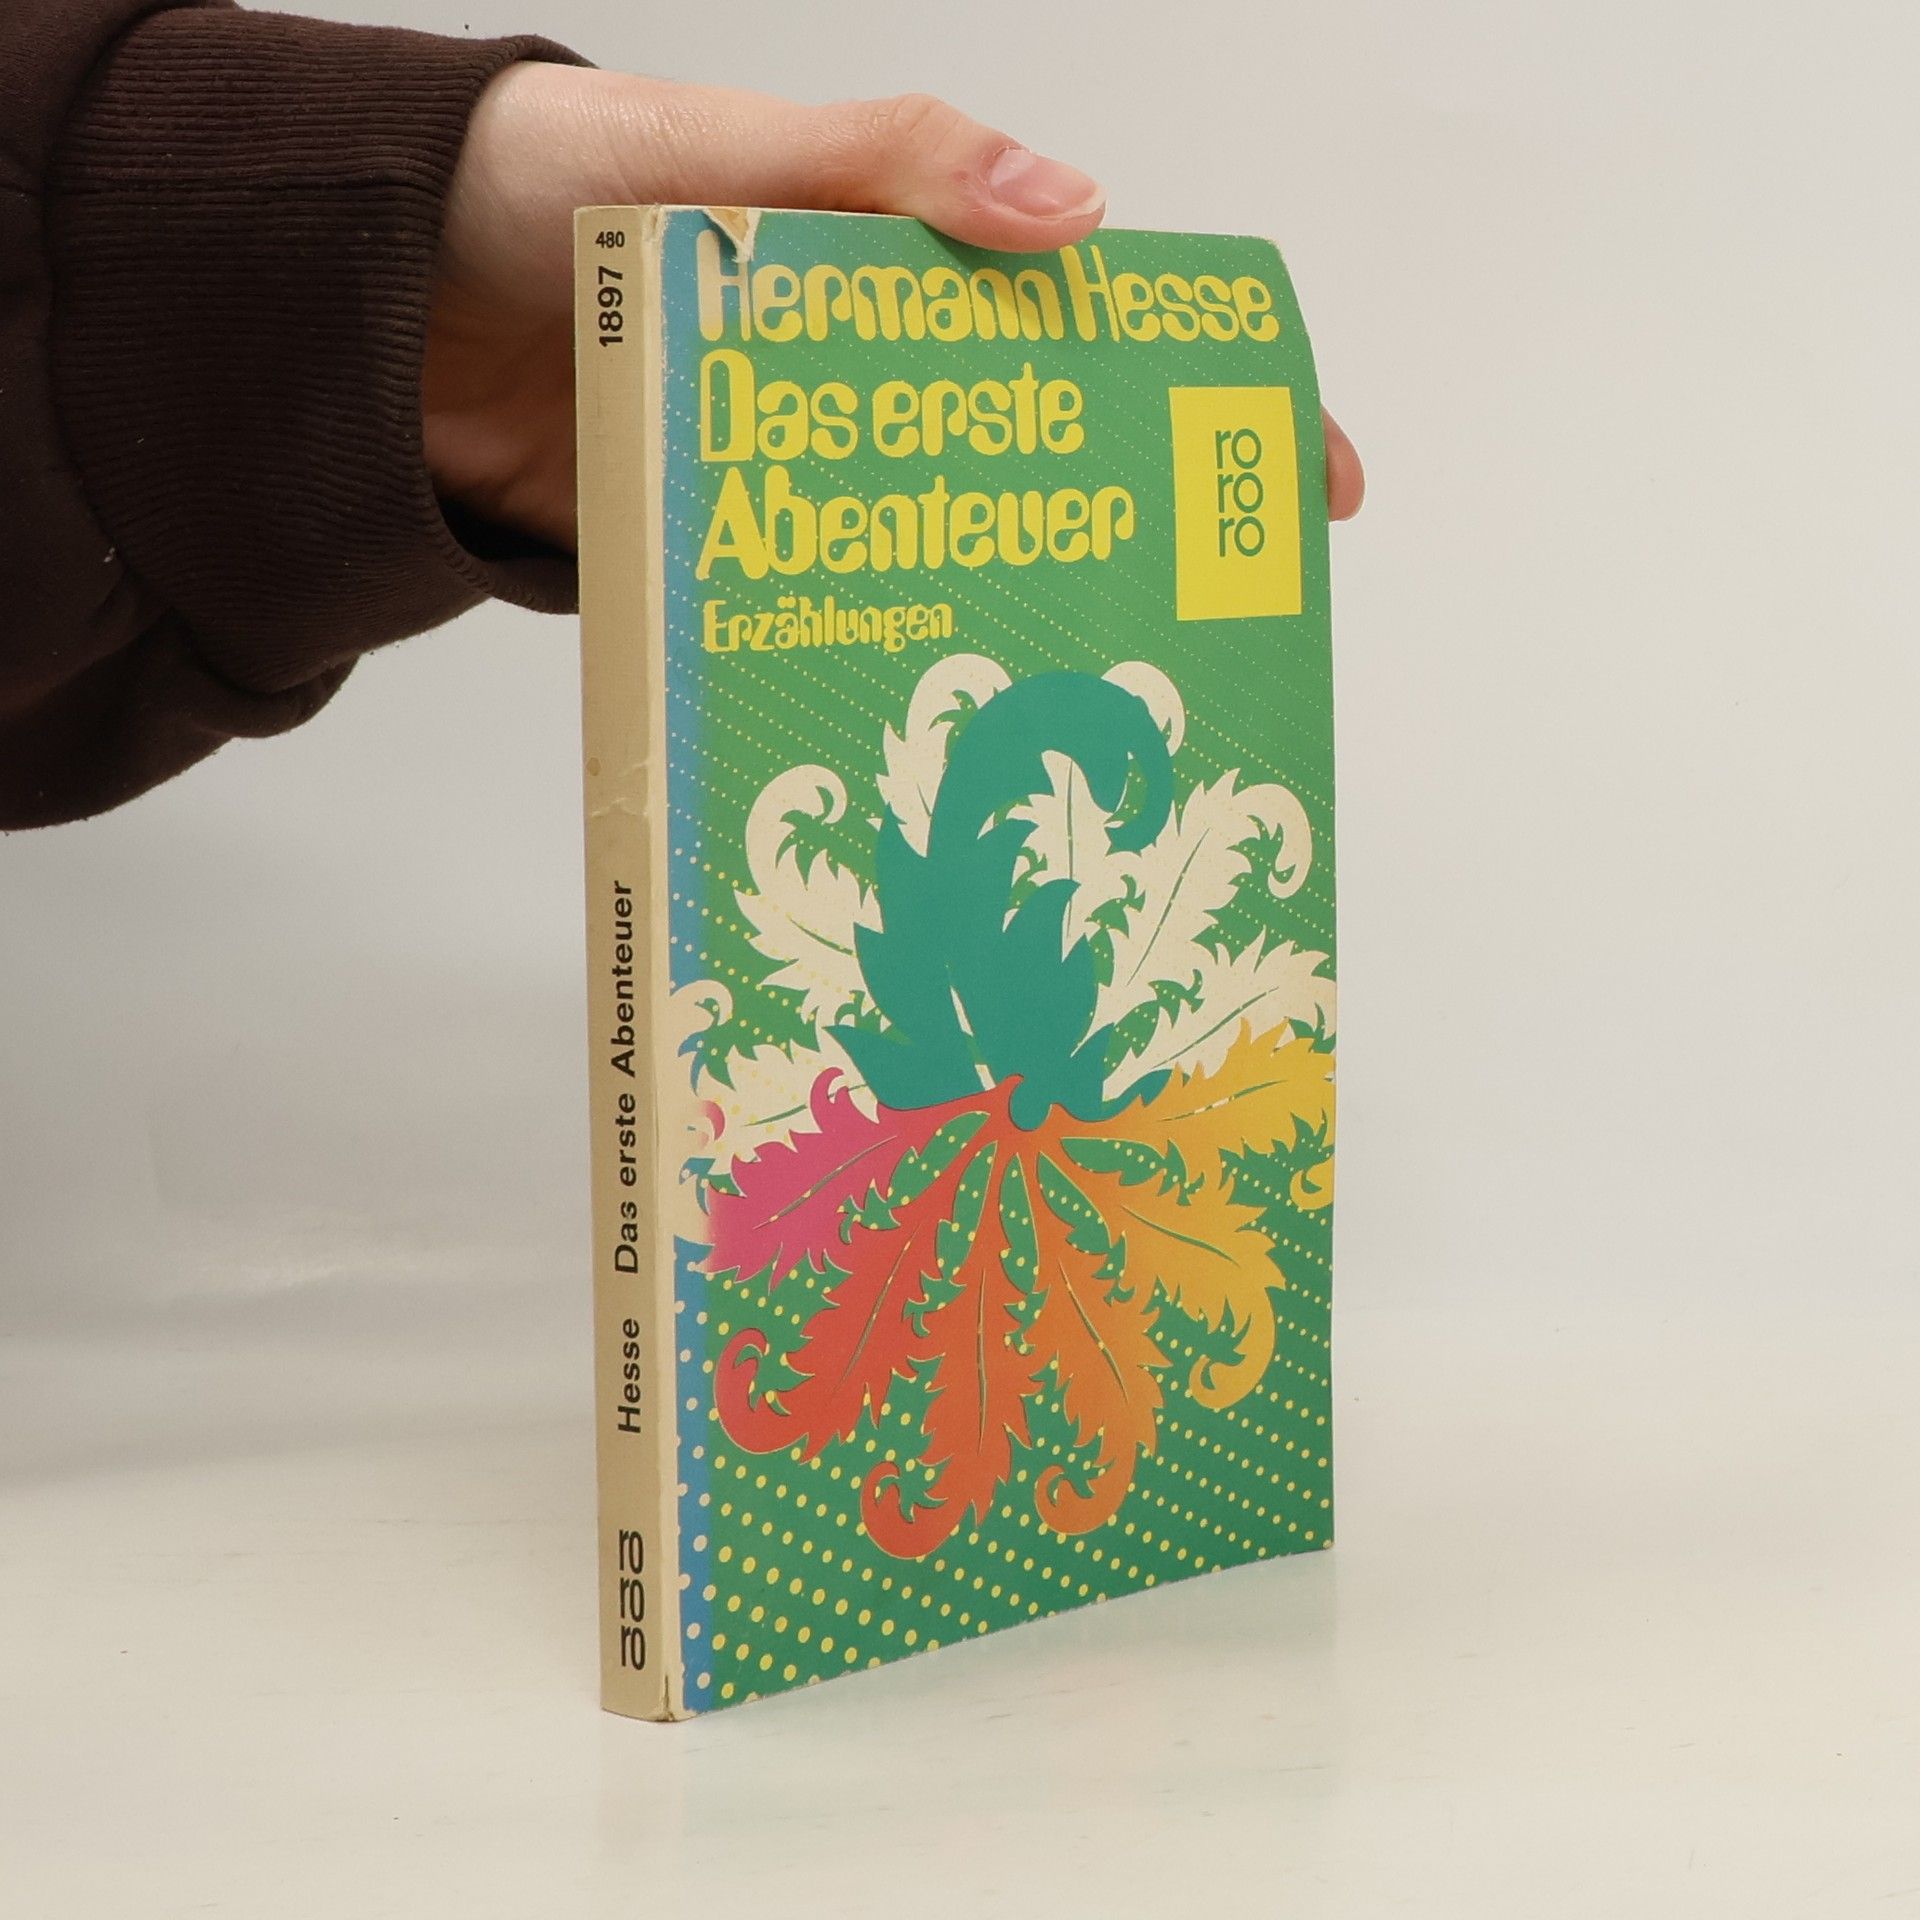 Hermann Hesse
Das erste
Abenteuer
Erzählungen
ro
ro
ro
480
1897
Hesse Das erste Abenteuer
ro
ro
ro